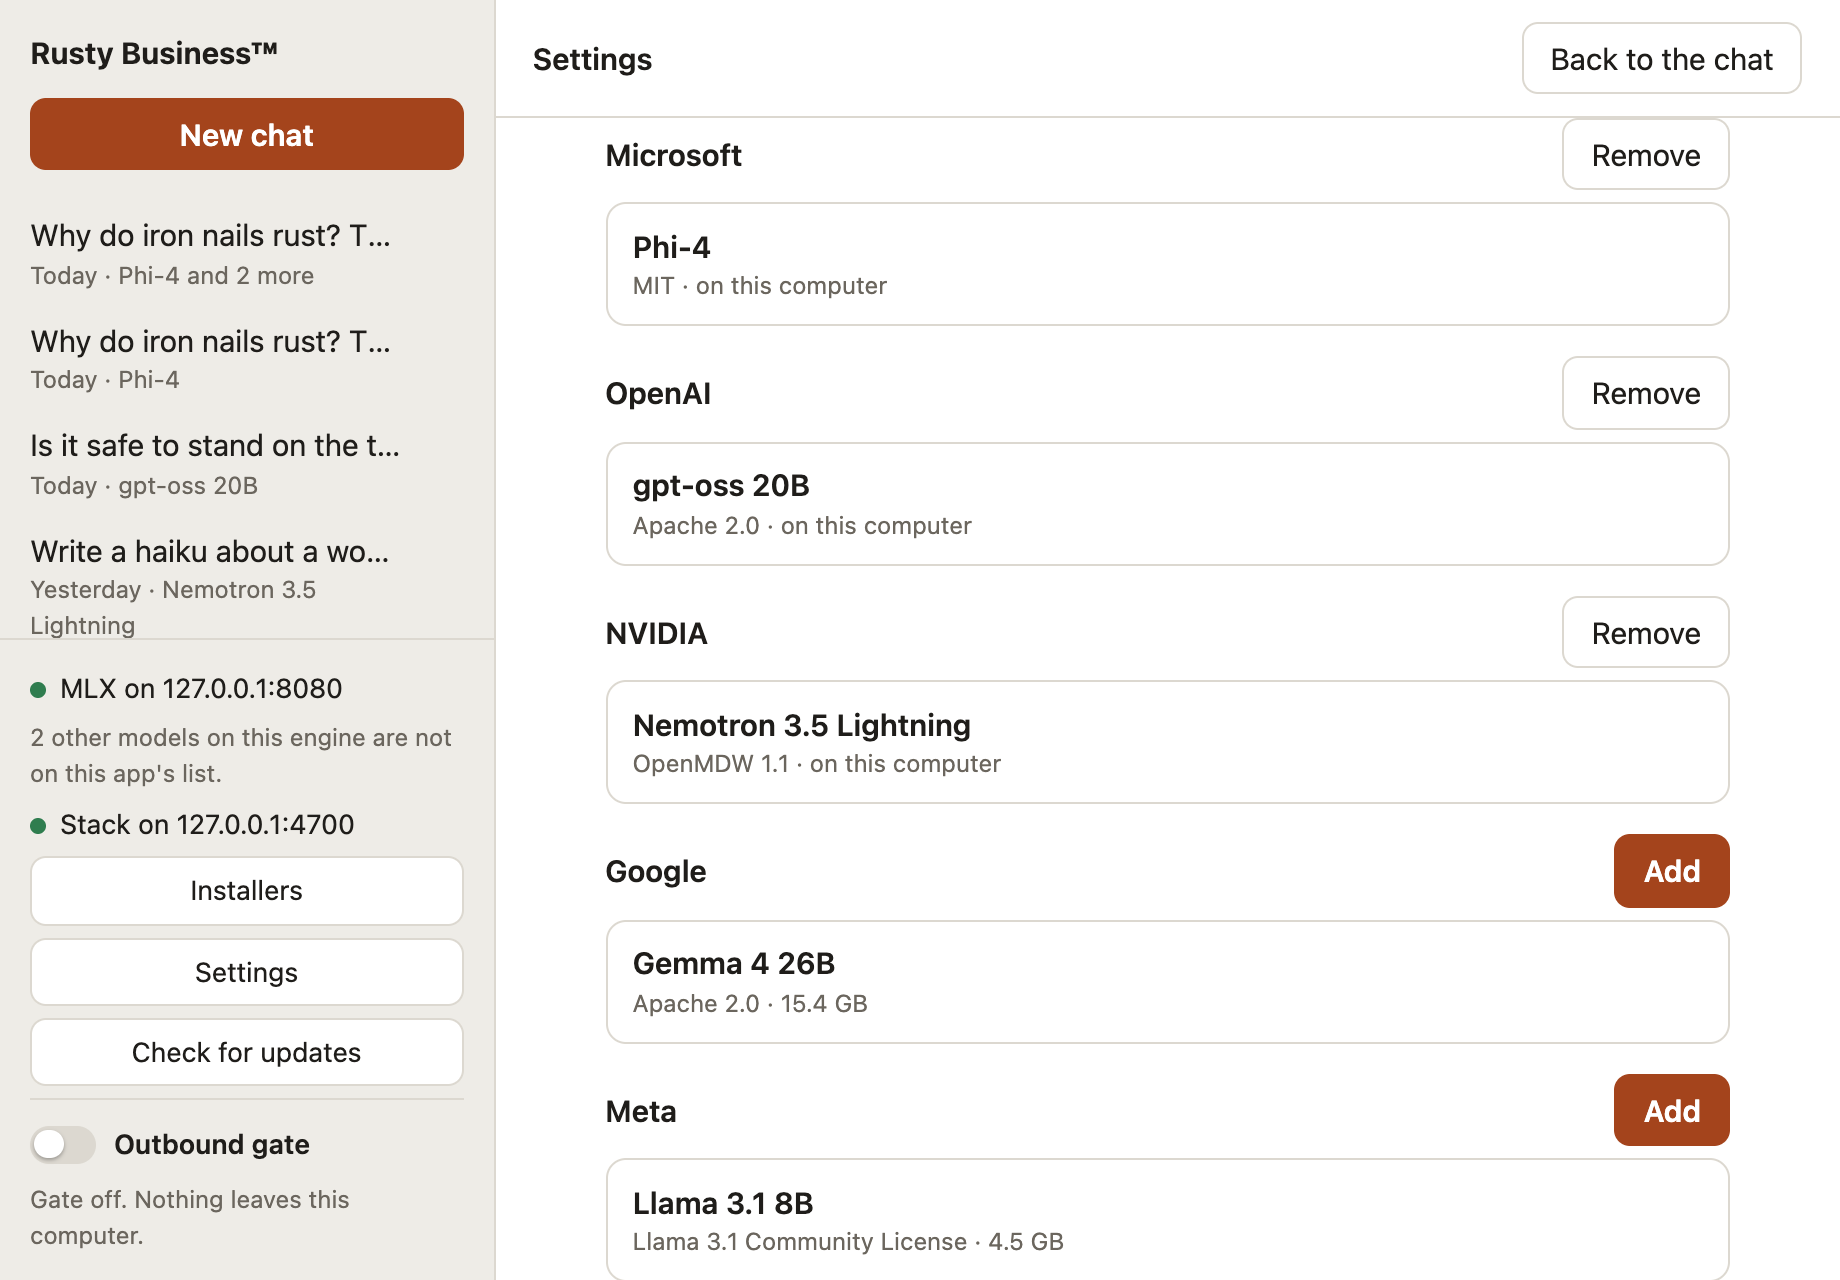 Rusty Business™
New chat
Why do iron nails rust? T...
Today · Phi-4 and 2 more
Why do iron nails rust? T...
Today · Phi-4
Is it safe to stand on the t...
Today · gpt-oss 20B
Write a haiku about a wo...
Yesterday · Nemotron 3.5
Lightning
MLX on 127.0.0.1:8080
2 other models on this engine are not
on this app's list.
Stack on 127.0.0.1:4700
Installers
Settings
Check for updates
Outbound gate
Gate off. Nothing leaves this
computer.
Settings
Back to the chat
Microsoft
Remove
Phi-4
MIT · on this computer
OpenAI
Remove
gpt-oss 20B
Apache 2.0 · on this computer
NVIDIA
Remove
Nemotron 3.5 Lightning
OpenMDW 1.1 · on this computer
Google
Add
Gemma 4 26B
Apache 2.0 · 15.4 GB
Meta
Add
Llama 3.1 8B
Llama 3.1 Community License · 4.5 GB